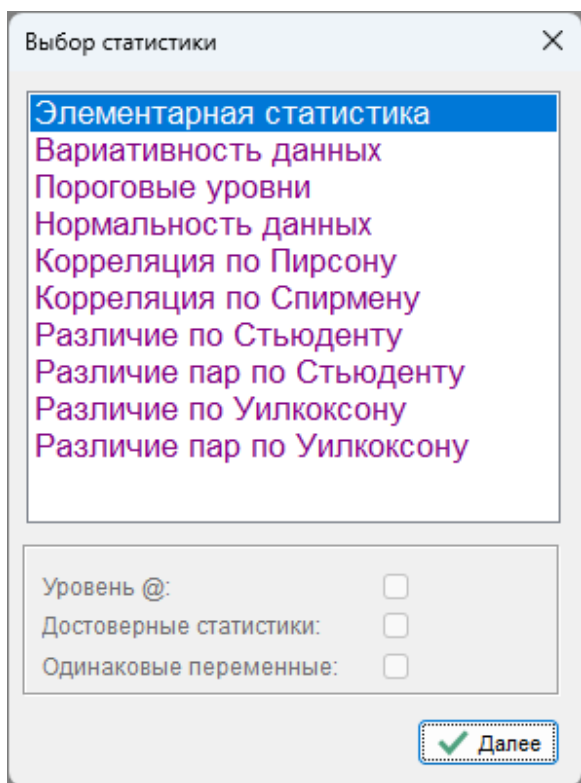 Выбор статистики
Элементарная статистика
Вариативность данных
Пороговые уровни
Нормальность данных
Корреляция по Пирсону
Корреляция по Спирмену
Различие по Стьюденту
Различие пар по Стьюденту
Различие по Уилкоксону
Различие пар по Уилкоксону
Уровень @:
Достоверные статистики:
Одинаковые переменные:
Далее